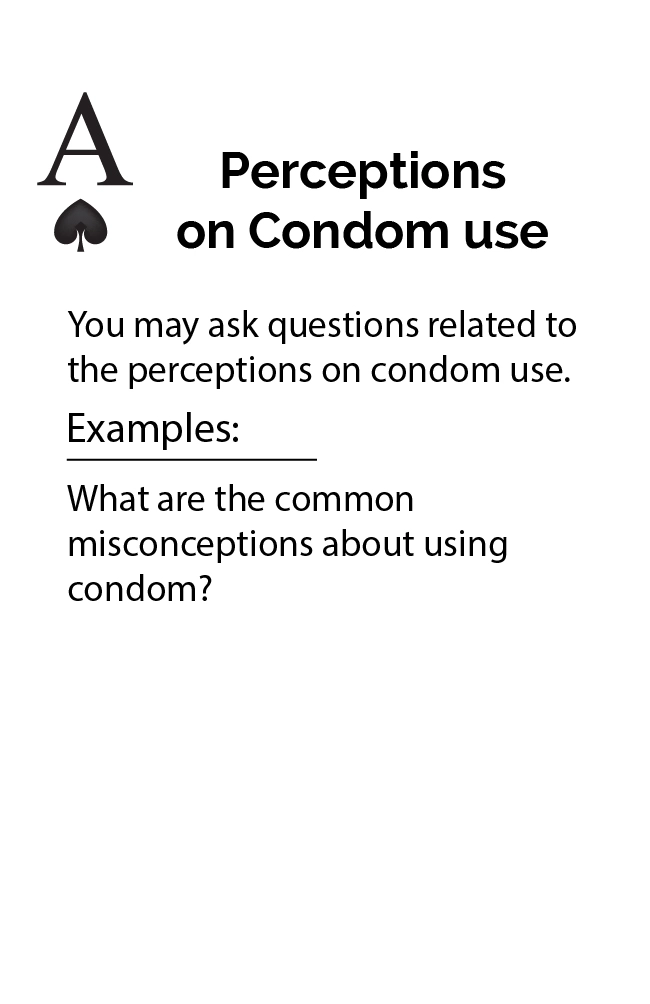 A
Perceptions
on Condom use
You may ask questions related to
the perceptions on condom use.
Examples:
What are the common
misconceptions about using
condom?